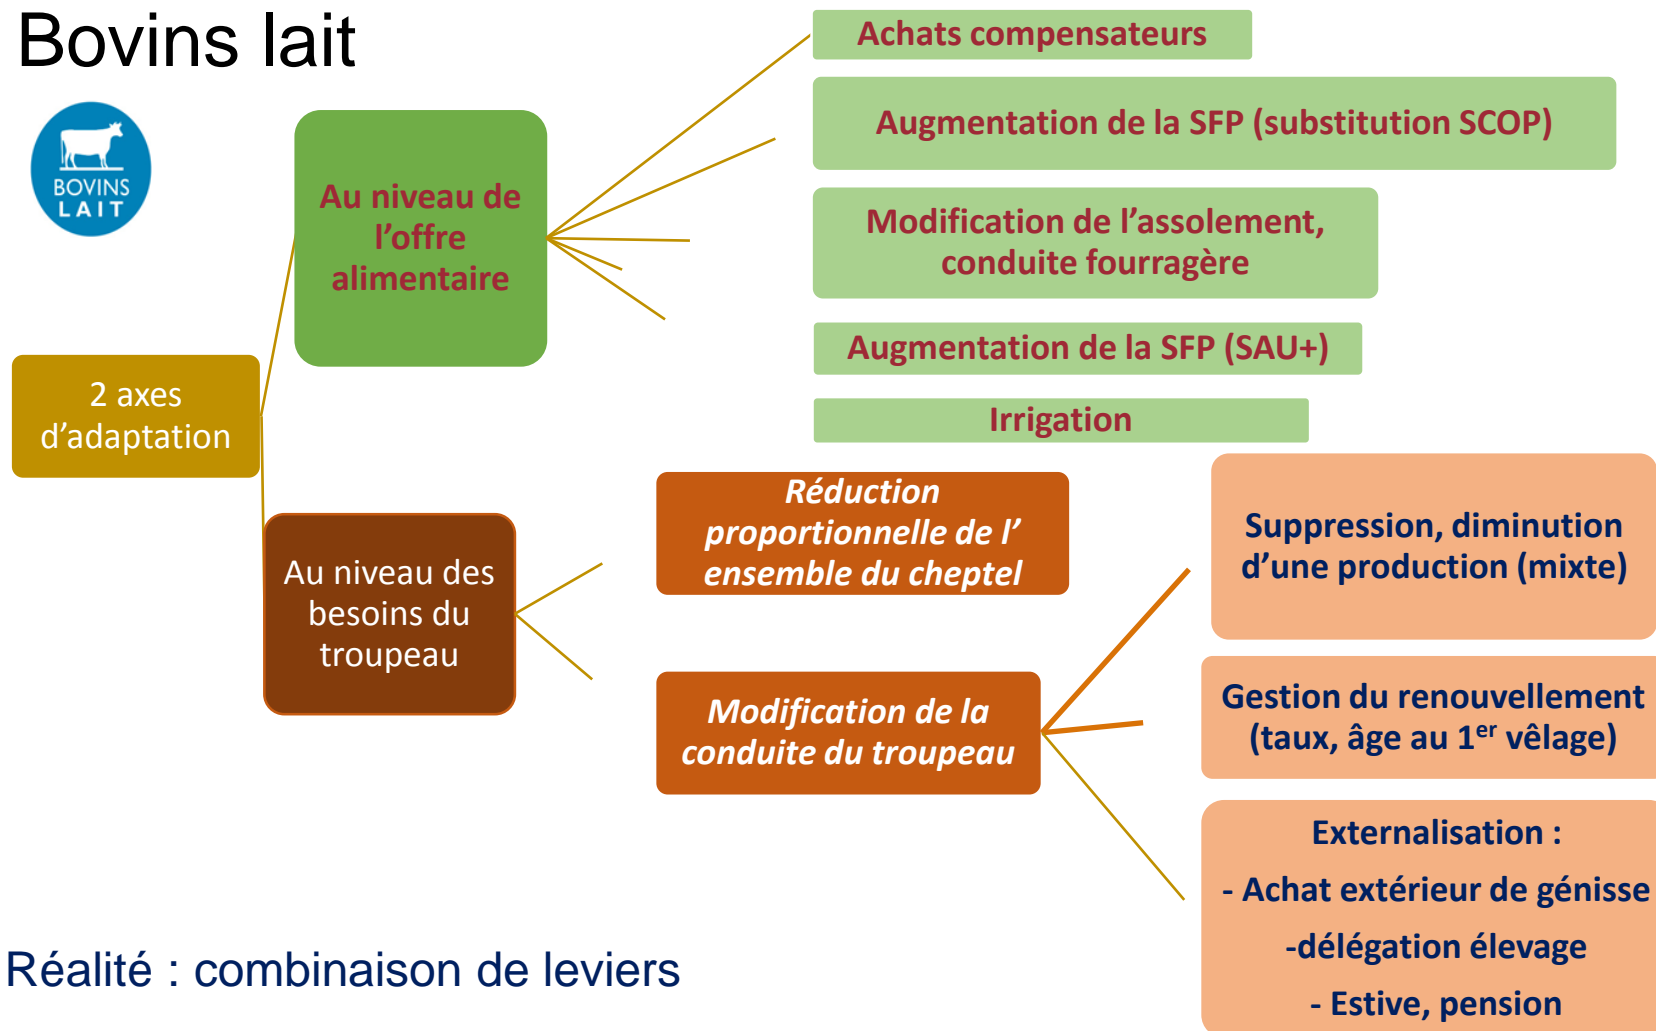 Bovins lait
BOVINS
LAIT
Au niveau de
l’offre
alimentaire
Achats compensateurs
Augmentation de la SFP (substitution SCOP)
Modification de l’assolement,
conduite fourragère
Augmentation de la SFP (SAU+)
Irrigation
2 axes
d’adaptation
Au niveau des
besoins du
troupeau
Réduction
proportionnelle de l’
ensemble du cheptel
Modification de la
conduite du troupeau
Suppression, diminution
d’une production (mixte)
Gestion du renouvellement
(taux, âge au 1er vêlage)
Externalisation :
- Achat extérieur de génisse
-délégation élevage
- Estive, pension
Réalité : combinaison de leviers